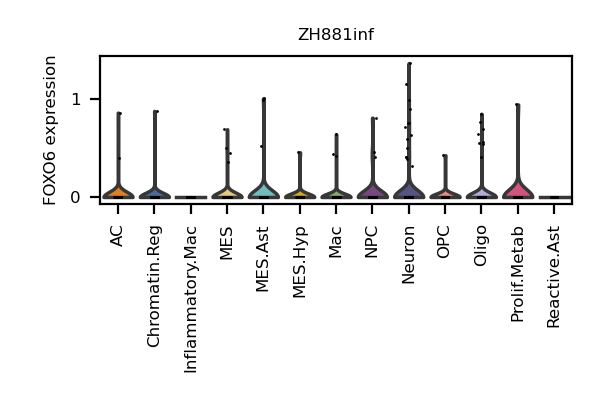 ZH881inf
FOXO6 expression
1
0
AC
Chromatin.Reg
Inflammatory.Mac
MES
MES.Ast
MES.Hyp
Mac
NPC
Neuron
OPC
Oligo
Prolif.Metab
Reactive.Ast